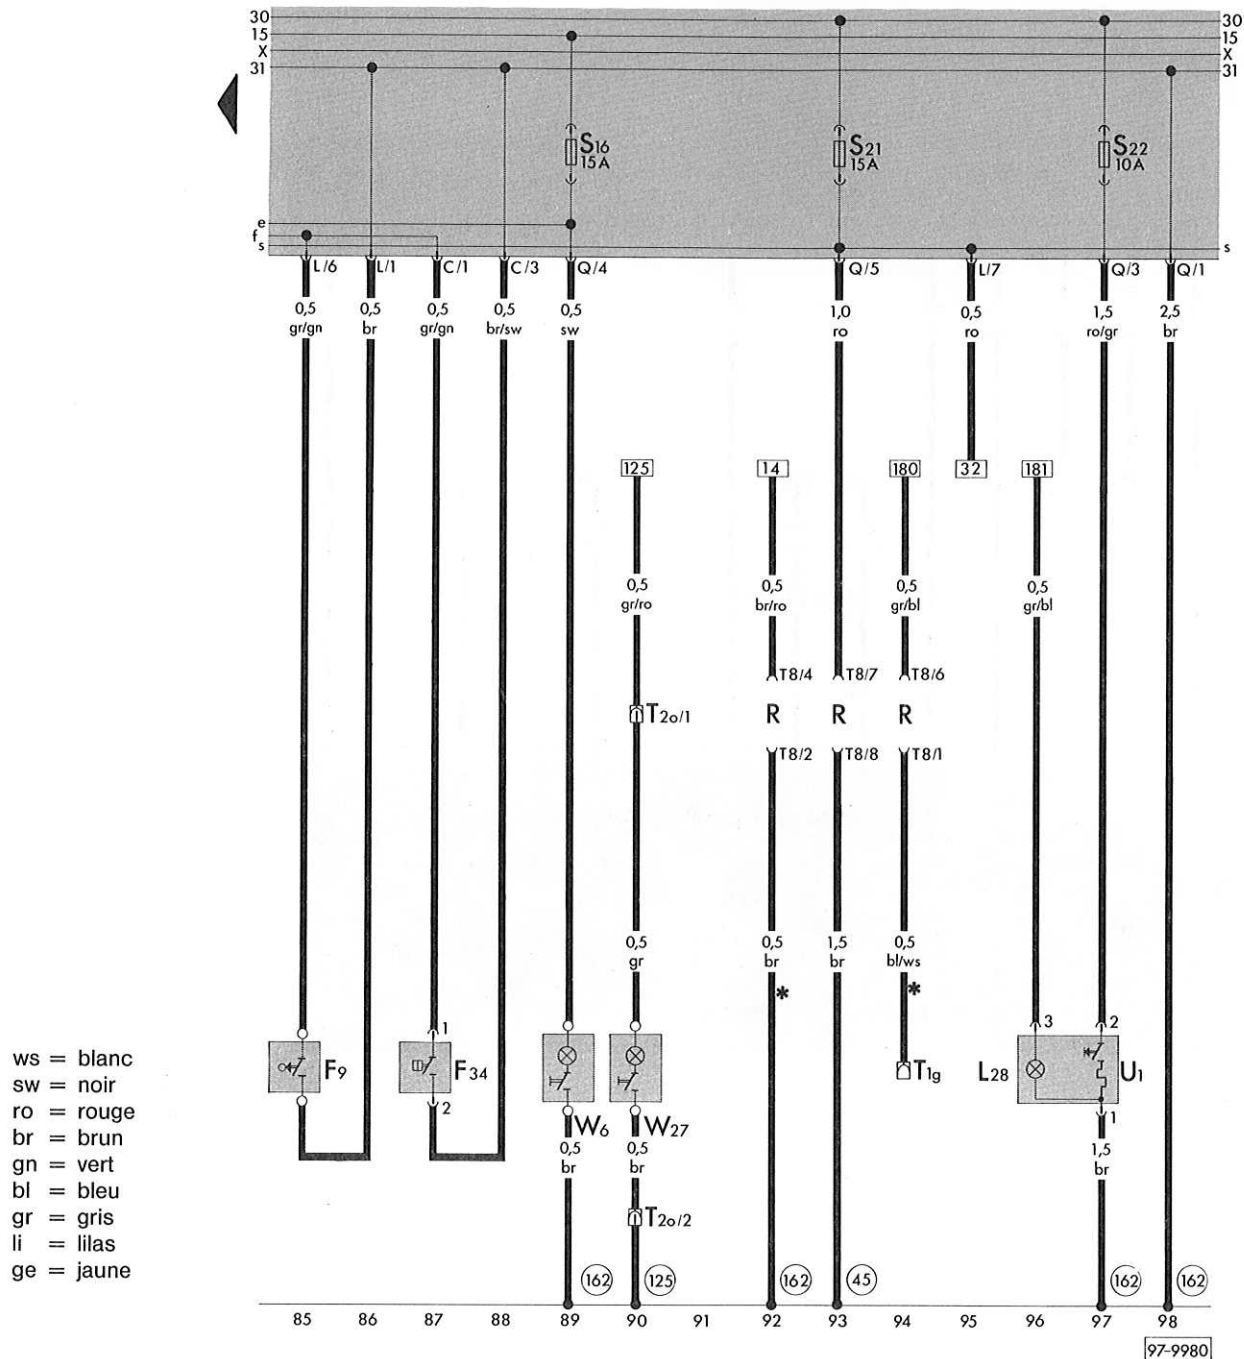 30 30
15 15
X X
31 31
S16
15A
S21
15A
S22
10A
e
f
s s
L/6 L/1 C/1 C/3 Q/4 Q/5 L/7 Q/3 Q/1
0,5 0,5 0,5 0,5 0,5 1,0 0,5 1,5 2,5
gr/gn br gr/gn br/sw sw ro ro ro/gr br
125 14 180 32 181
0,5 0,5 0,5 0,5
gr/ro br/ro gr/bl gr/bl
T8/4 T8/7 T8/6
T2o/1 R R R
T8/2 T8/8 T8/1
0,5 0,5 1,5 0,5
gr br br bl/ws
* *
1 3 2
F9 F34 T1g L28 U1
2 1
W6 W27
0,5 0,5 1,5
br br br
T2o/2
162 125 162 45 162 162
85 86 87 88 89 90 91 92 93 94 95 96 97 98
97-9980
ws = blanc
sw = noir
ro = rouge
br = brun
gn = vert
bl = bleu
gr = gris
li = lilas
ge = jaune